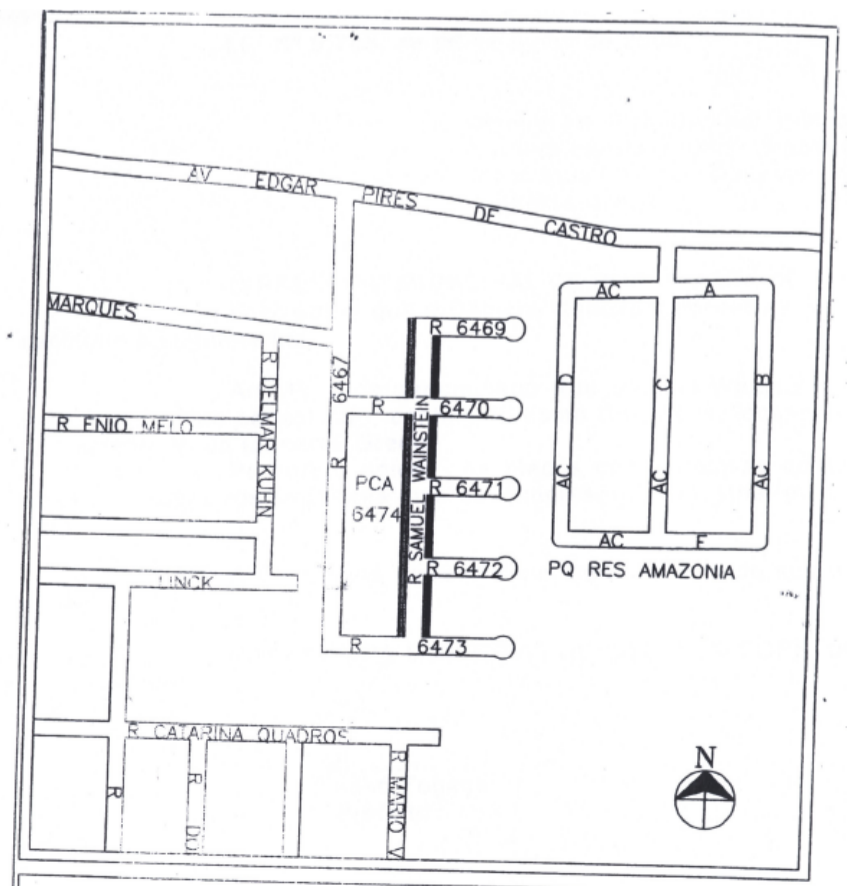 AV EDGAR PIRES DE CASTRO
MARQUES
AC A
R 6469
R DELMAR KUHN
R 6467
D
C
B
R 6470
R ENIO MELO
R SAMUEL WAINSTEIN
PCA
6474
R 6471
AC
AC
AC
R 6472
AC F
PQ RES AMAZONIA
LINCK
R 6473
R CATARINA QUADROS
R
R DO
R MARIO V
N